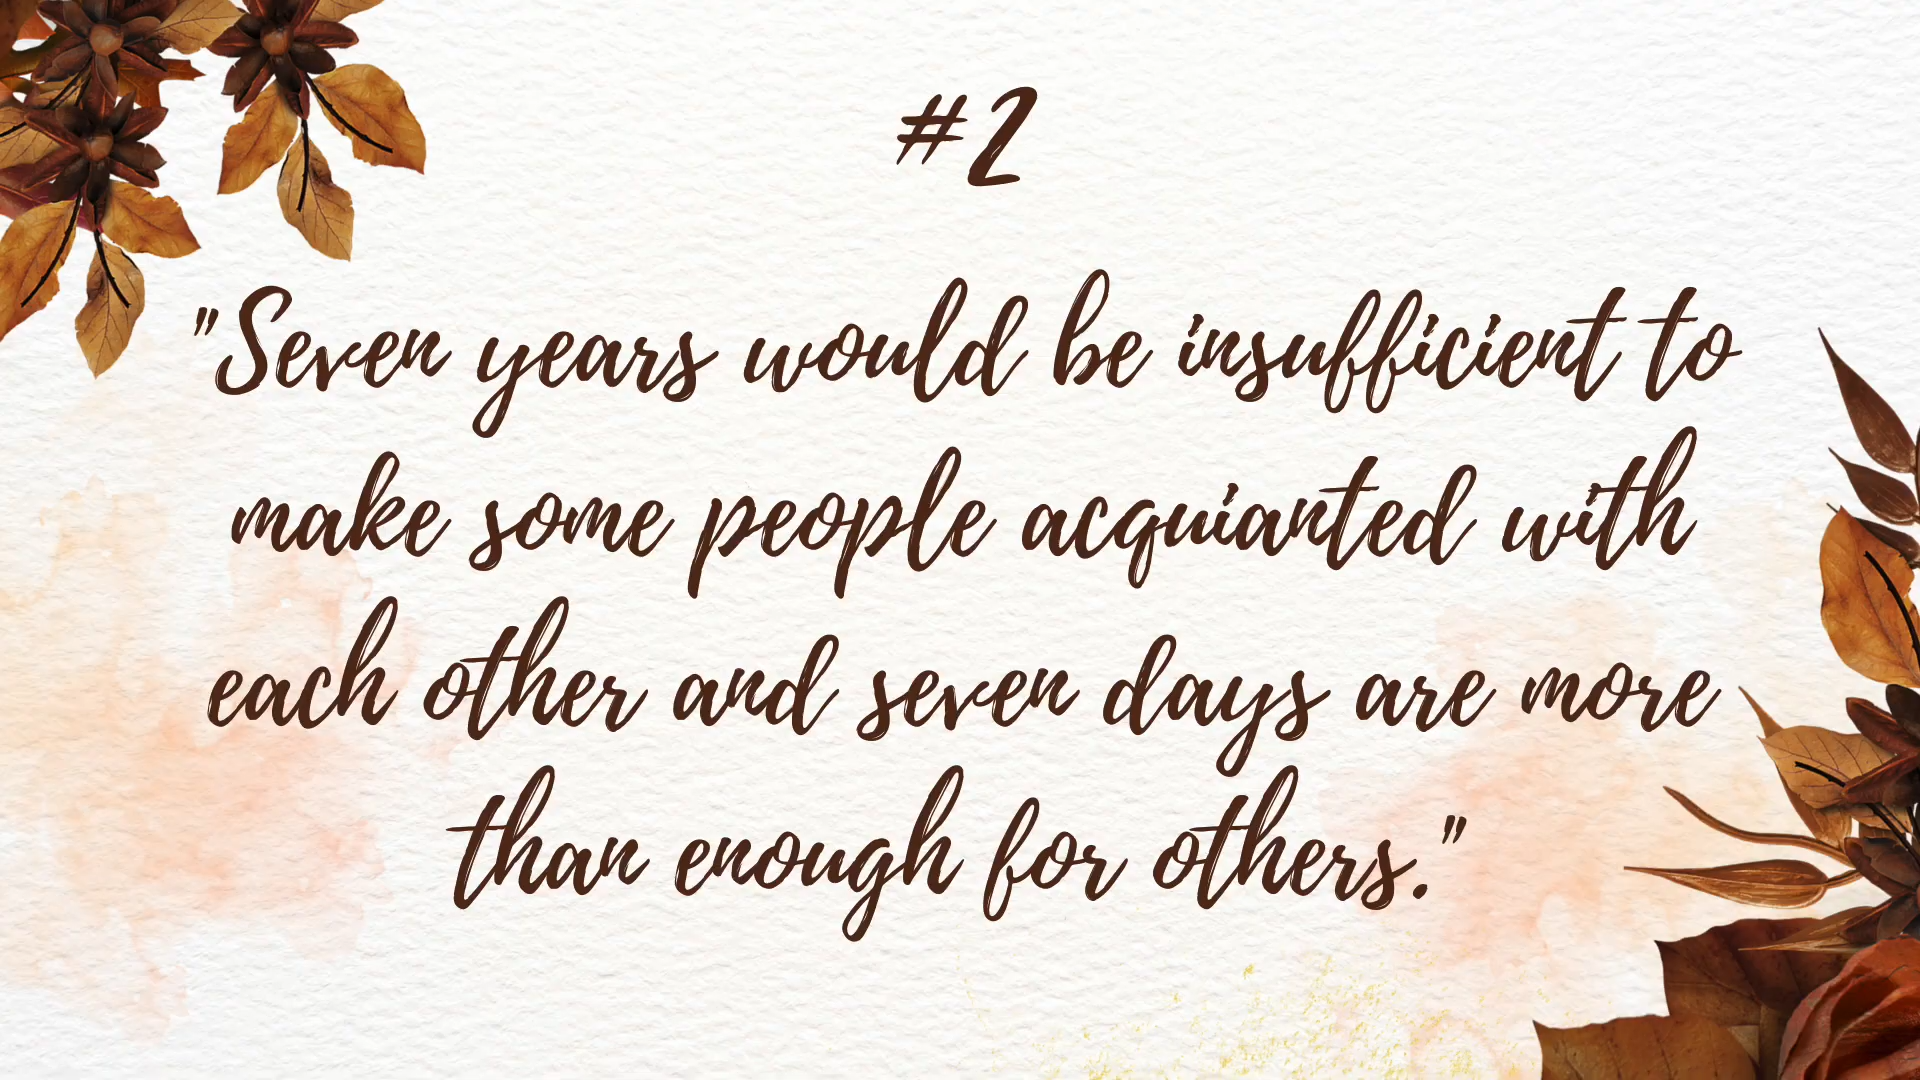 #2
"Seven years would be insufficient to
make some people acquianted with
each other and seven days are more
than enough for others."